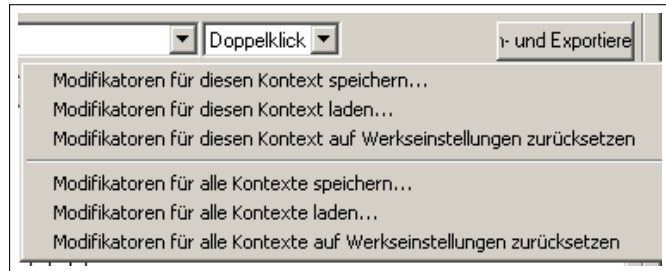 Doppelklick
- und Exportiere
Modifikatoren für diesen Kontext speichern...
Modifikatoren für diesen Kontext laden...
Modifikatoren für diesen Kontext auf Werkseinstellungen zurücksetzen
Modifikatoren für alle Kontexte speichern...
Modifikatoren für alle Kontexte laden...
Modifikatoren für alle Kontexte auf Werkseinstellungen zurücksetzen